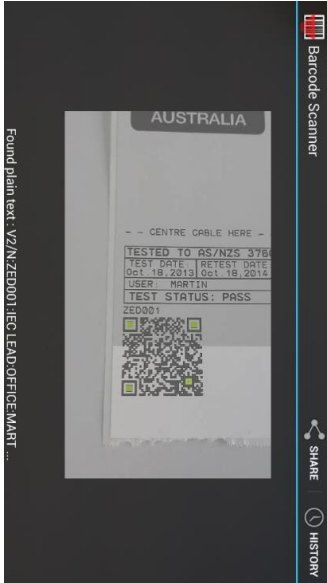 Barcode Scanner
SHARE
HISTORY
AUSTRALIA
- - CENTRE CABLE HERE -
TESTED TO AS/NZS 376
TEST DATE: RETEST DATE
Oct.18,2013 Oct.18,2014
USER: MARTIN
TEST STATUS: PASS
ZED001
Found plain text : V2/N:ZED001:IEC LEAD:OFFICE:MART ...